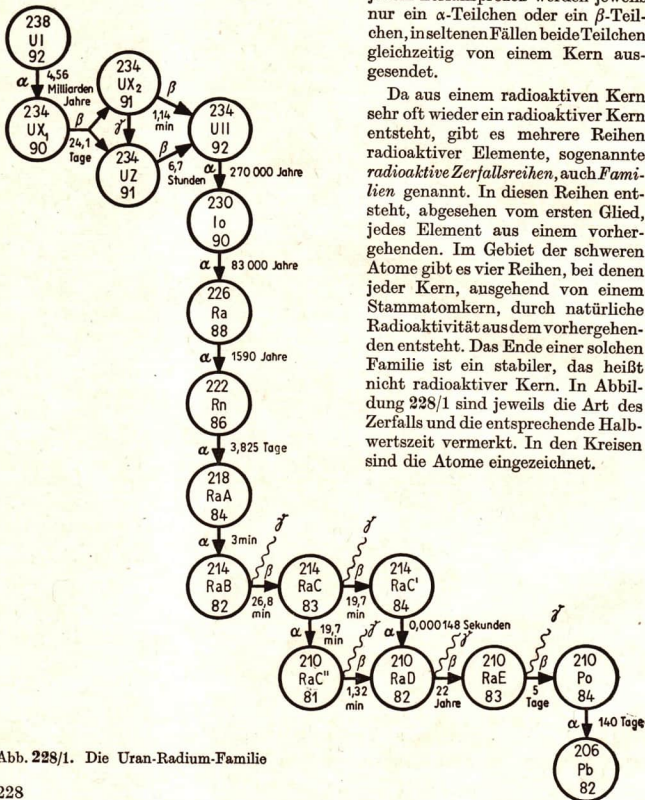 nur ein α-Teilchen oder ein β-Teil-
chen, in seltenen Fällen beide Teilchen
gleichzeitig von einem Kern aus-
gesendet.
Da aus einem radioaktiven Kern
sehr oft wieder ein radioaktiver Kern
entsteht, gibt es mehrere Reihen
radioaktiver Elemente, sogenannte
radioaktive Zerfallsreihen, auch Fami-
lien genannt. In diesen Reihen ent-
steht, abgesehen vom ersten Glied,
jedes Element aus einem vorher-
gehenden. Im Gebiet der schweren
Atome gibt es vier Reihen, bei denen
jeder Kern, ausgehend von einem
Stammatomkern, durch natürliche
Radioaktivität aus dem vorhergehen-
den entsteht. Das Ende einer solchen
Familie ist ein stabiler, das heißt
nicht radioaktiver Kern. In Abbil-
dung 228/1 sind jeweils die Art des
Zerfalls und die entsprechende Halb-
wertszeit vermerkt. In den Kreisen
sind die Atome eingezeichnet.
238
UI
92
α
4,56
Milliarden
Jahre
234
UX₁
90
β
24,1
Tage
234
UX₂
91
β
1,14
min
γ
234
UZ
91
β
6,7
Stunden
234
UII
92
α
270 000 Jahre
230
Io
90
α
83 000 Jahre
226
Ra
88
α
1590 Jahre
222
Rn
86
α
3,825 Tage
218
RaA
84
α
3 min
214
RaB
82
γ
β
26,8
min
214
RaC
83
γ
β
19,7
min
214
RaC'
84
α
19,7
min
α
0,000 148 Sekunden
210
RaC''
81
γ
β
1,32
min
210
RaD
82
γ
β
22
Jahre
210
RaE
83
γ
β
5
Tage
210
Po
84
α
140 Tage
206
Pb
82
Abb. 228/1. Die Uran-Radium-Familie
228